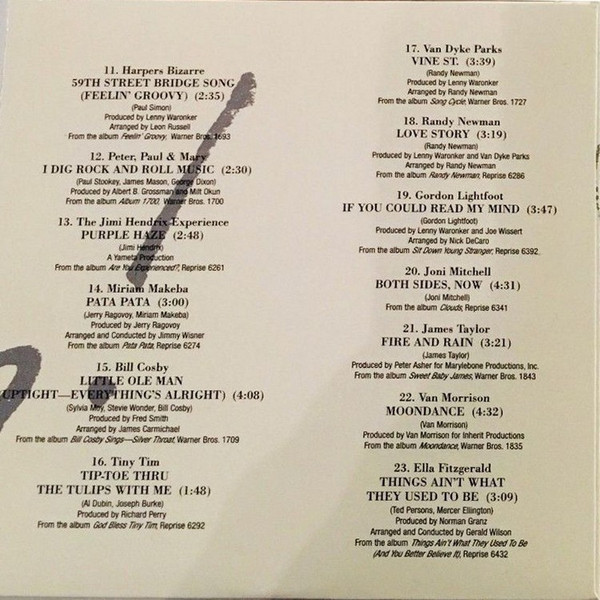 11. Harpers Bizarre
59TH STREET BRIDGE SONG
(FEELIN' GROOVY) (2:35)
(Paul Simon)
Produced by Lenny Waronker
Arranged by Leon Russell
From the album Feelin' Groovy, Warner Bros. 1693
12. Peter, Paul & Mary
I DIG ROCK AND ROLL MUSIC (2:30)
(Paul Stookey, James Mason, George Dixon)
Produced by Albert B. Grossman and Milt Okun
From the album Album 1700, Warner Bros. 1700
13. The Jimi Hendrix Experience
PURPLE HAZE (2:48)
(Jimi Hendrix)
A Yameta Production
From the album Are You Experienced?, Reprise 6261
14. Miriam Makeba
PATA PATA (3:00)
(Jerry Ragovoy, Miriam Makeba)
Produced by Jerry Ragovoy
Arranged and Conducted by Jimmy Wisner
From the album Pata Pata, Reprise 6274
15. Bill Cosby
LITTLE OLE MAN
UPTIGHT—EVERYTHING'S ALRIGHT) (4:08)
(Sylvia Moy, Stevie Wonder, Bill Cosby)
Produced by Fred Smith
Arranged by James Carmichael
From the album Bill Cosby Sings—Silver Throat, Warner Bros. 1709
16. Tiny Tim
TIP-TOE THRU
THE TULIPS WITH ME (1:48)
(Al Dubin, Joseph Burke)
Produced by Richard Perry
From the album God Bless Tiny Tim, Reprise 6292
17. Van Dyke Parks
VINE ST. (3:39)
(Randy Newman)
Produced by Lenny Waronker
Arranged by Randy Newman
From the album Song Cycle, Warner Bros. 1727
18. Randy Newman
LOVE STORY (3:19)
(Randy Newman)
Produced by Lenny Waronker and Van Dyke Parks
Arranged by Randy Newman
From the album Randy Newman, Reprise 6286
19. Gordon Lightfoot
IF YOU COULD READ MY MIND (3:47)
(Gordon Lightfoot)
Produced by Lenny Waronker and Joe Wissert
Arranged by Nick DeCaro
From the album Sit Down Young Stranger, Reprise 6392
20. Joni Mitchell
BOTH SIDES, NOW (4:31)
(Joni Mitchell)
From the album Clouds, Reprise 6341
21. James Taylor
FIRE AND RAIN (3:21)
(James Taylor)
Produced by Peter Asher for Marylebone Productions, Inc.
From the album Sweet Baby James, Warner Bros. 1843
22. Van Morrison
MOONDANCE (4:32)
(Van Morrison)
Produced by Van Morrison for Inherit Productions
From the album Moondance, Warner Bros. 1835
23. Ella Fitzgerald
THINGS AIN'T WHAT
THEY USED TO BE (3:09)
(Ted Persons, Mercer Ellington)
Produced by Norman Granz
Arranged and Conducted by Gerald Wilson
From the album Things Ain't What They Used To Be
(And You Better Believe It), Reprise 6432